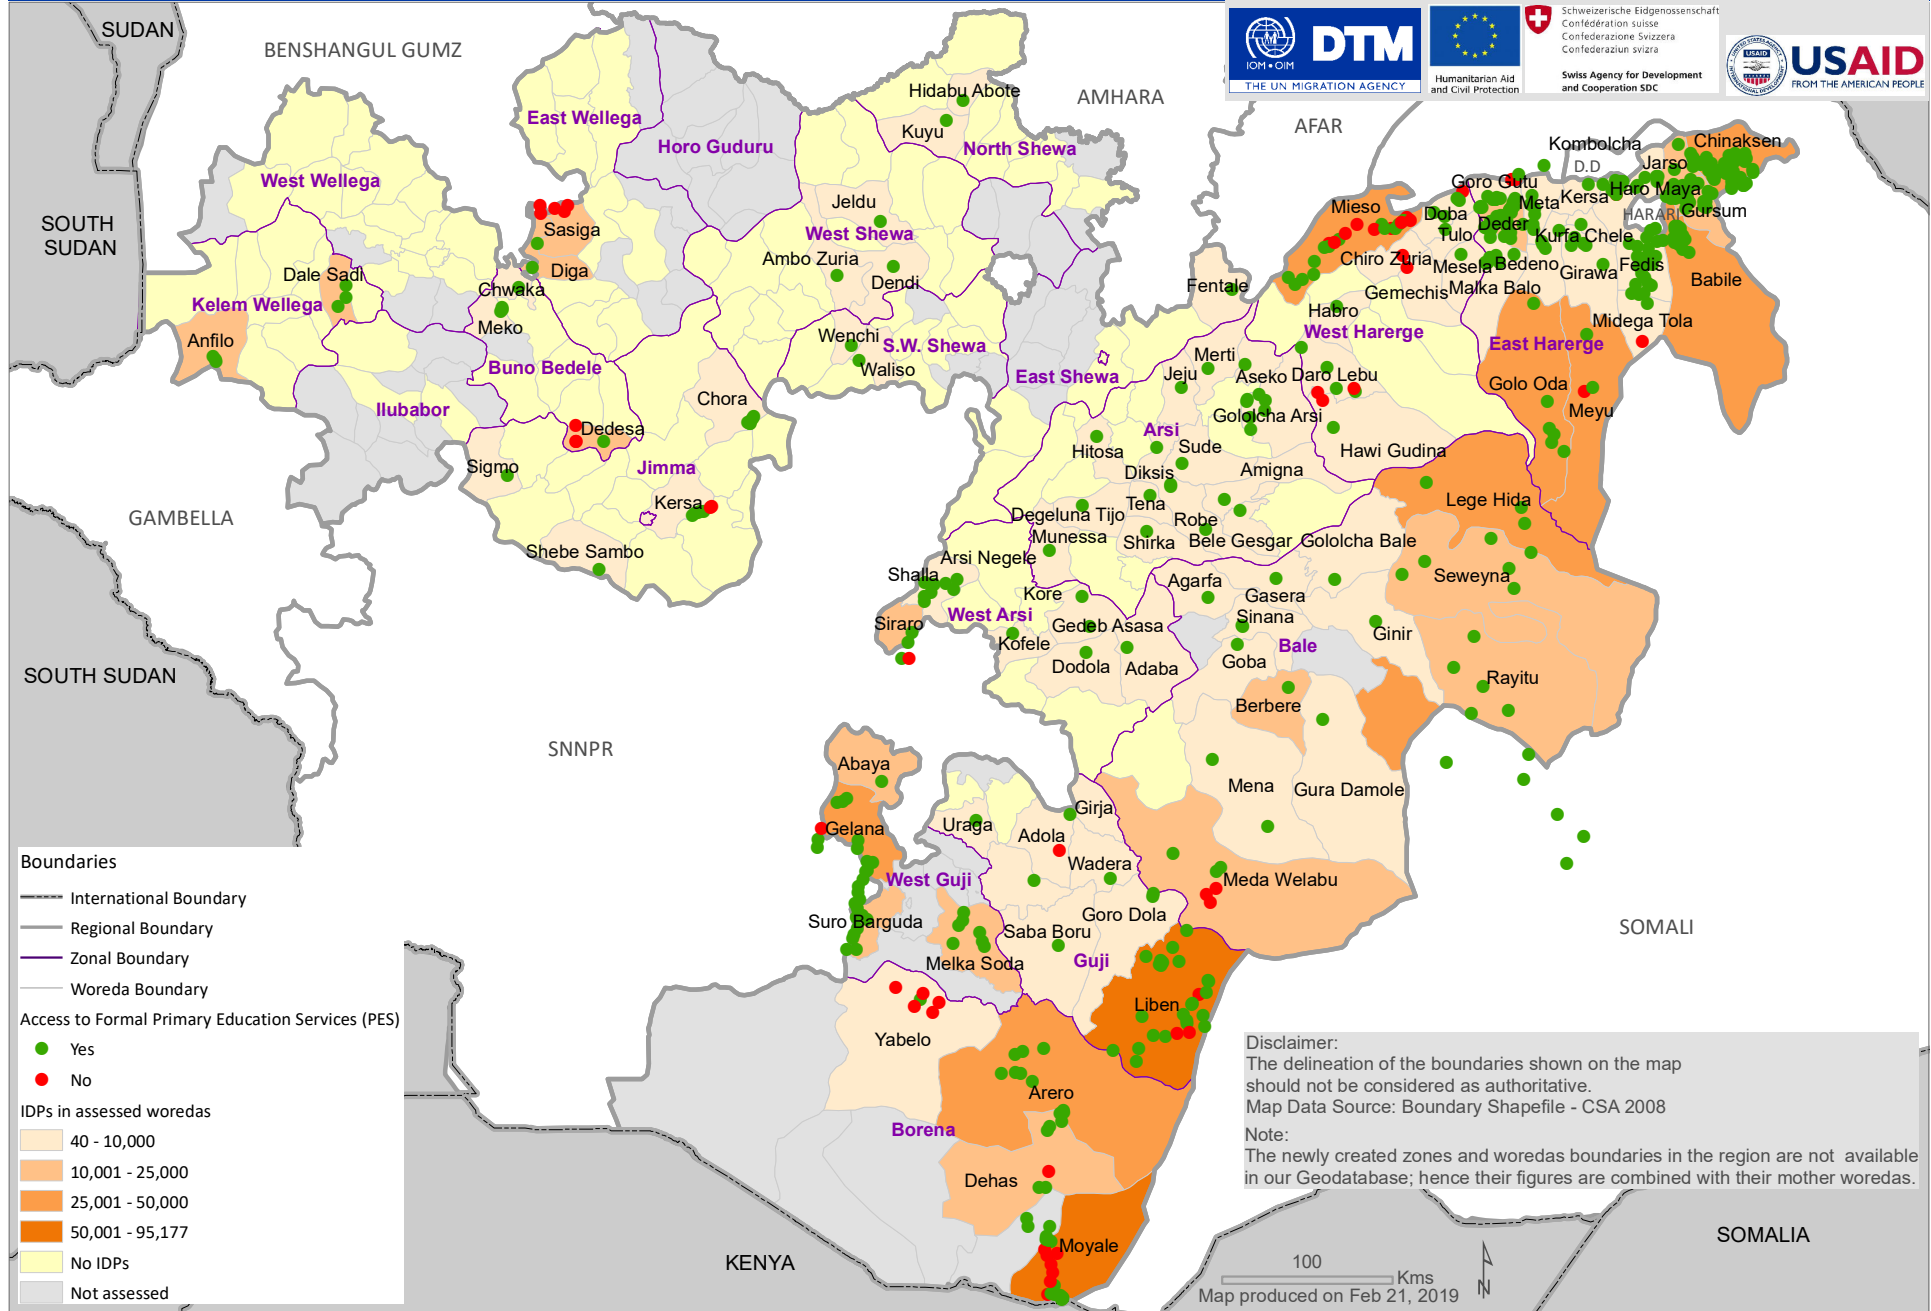 SUDAN
BENSHANGUL GUMZ
AMHARA
AFAR
SOUTH
SUDAN
SOUTH SUDAN
GAMBELLA
SNNPR
SOMALI
SOMALIA
KENYA
D.D
HARARI
IOM • OIM
DTM
THE UN MIGRATION AGENCY
Humanitarian Aid
and Civil Protection
Schweizerische Eidgenossenschaft
Confédération suisse
Confederazione Svizzera
Confederaziun svizra
Swiss Agency for Development
and Cooperation SDC
USAID
USAID
FROM THE AMERICAN PEOPLE
East Wellega
Horo Guduru
North Shewa
West Wellega
West Shewa
Kelem Wellega
Buno Bedele
Ilubabor
Jimma
S.W. Shewa
East Shewa
West Harerge
East Harerge
Arsi
West Arsi
Bale
West Guji
Guji
Borena
Hidabu Abote
Kuyu
Jeldu
Ambo Zuria
Dendi
Wenchi
Waliso
Sasiga
Diga
Dale Sadi
Chwaka
Meko
Anfilo
Chora
Dedesa
Sigmo
Kersa
Shebe Sambo
Kombolcha
Chinaksen
Jarso
Goro Gutu
Kersa
Haro Maya
Meta
Gursum
Mieso
Doba
Deder
Tulo
Kurfa Chele
Chiro Zuria
Mesela
Bedeno
Girawa
Fedis
Babile
Fentale
Gemechis
Malka Balo
Habro
Midega Tola
Merti
Jeju
Aseko
Daro Lebu
Golo Oda
Meyu
Gololcha Arsi
Hitosa
Sude
Hawi Gudina
Diksis
Amigna
Lege Hida
Tena
Degeluna Tijo
Robe
Munessa
Shirka
Bele Gesgar
Gololcha Bale
Arsi Negele
Shalla
Agarfa
Seweyna
Kore
Gasera
Sinana
Siraro
Gedeb Asasa
Ginir
Kofele
Dodola
Adaba
Goba
Rayitu
Berbere
Abaya
Mena
Gura Damole
Girja
Uraga
Adola
Gelana
Wadera
Meda Welabu
Suro Barguda
Goro Dola
Saba Boru
Melka Soda
Liben
Yabelo
Arero
Dehas
Moyale
Boundaries
International Boundary
Regional Boundary
Zonal Boundary
Woreda Boundary
Access to Formal Primary Education Services (PES)
Yes
No
IDPs in assessed woredas
40 - 10,000
10,001 - 25,000
25,001 - 50,000
50,001 - 95,177
No IDPs
Not assessed
Disclaimer:
The delineation of the boundaries shown on the map
should not be considered as authoritative.
Map Data Source: Boundary Shapefile - CSA 2008
Note:
The newly created zones and woredas boundaries in the region are not available
in our Geodatabase; hence their figures are combined with their mother woredas.
100
Kms
N
Map produced on Feb 21, 2019